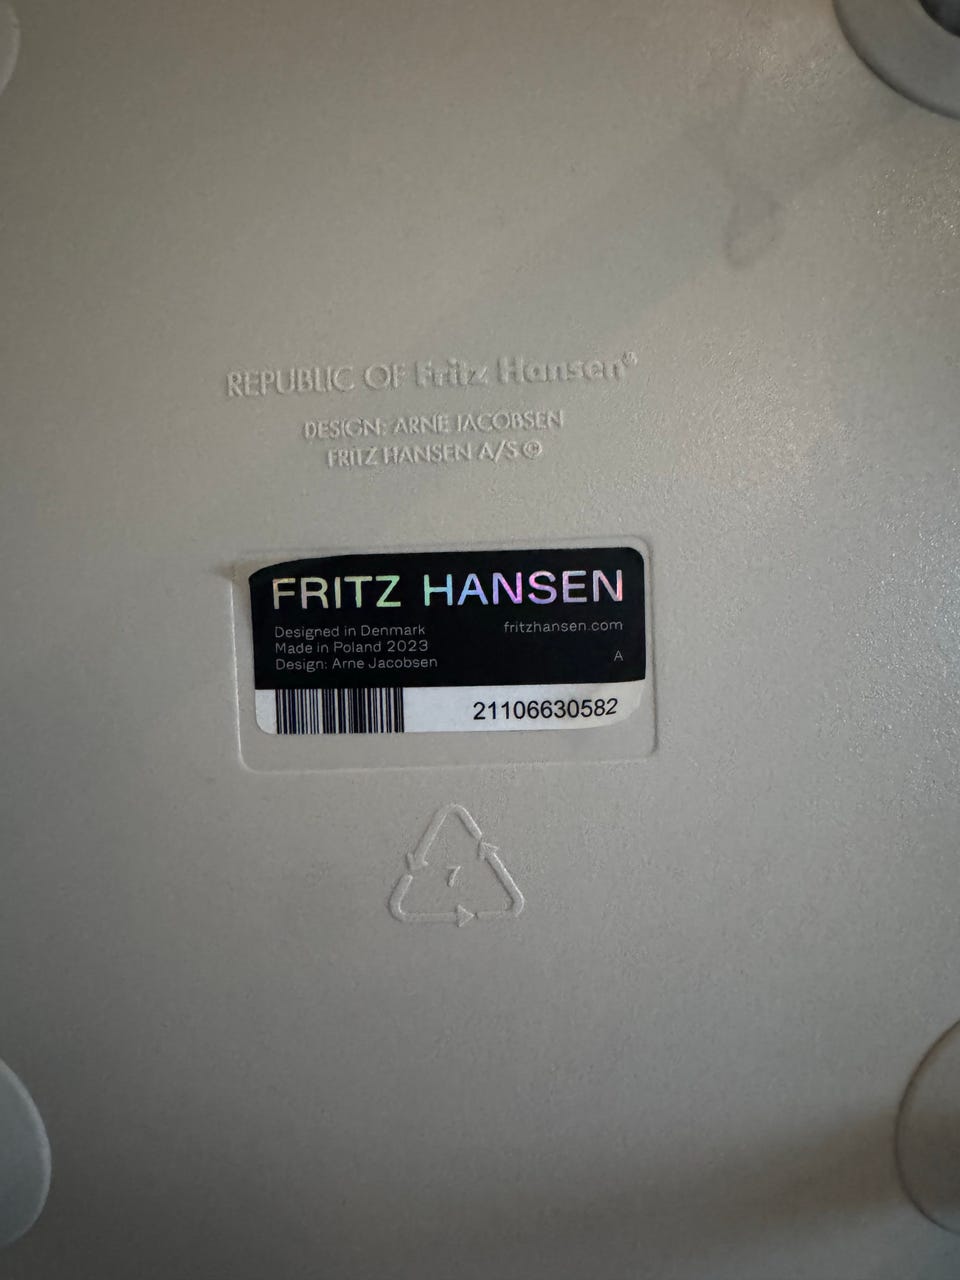 REPUBLIC OF Fritz Hansen®
DESIGN: ARNE JACOBSEN
FRITZ HANSEN A/S ©
FRITZ HANSEN
Designed in Denmark
Made in Poland 2023
Design: Arne Jacobsen
fritzhansen.com
A
21106630582
7